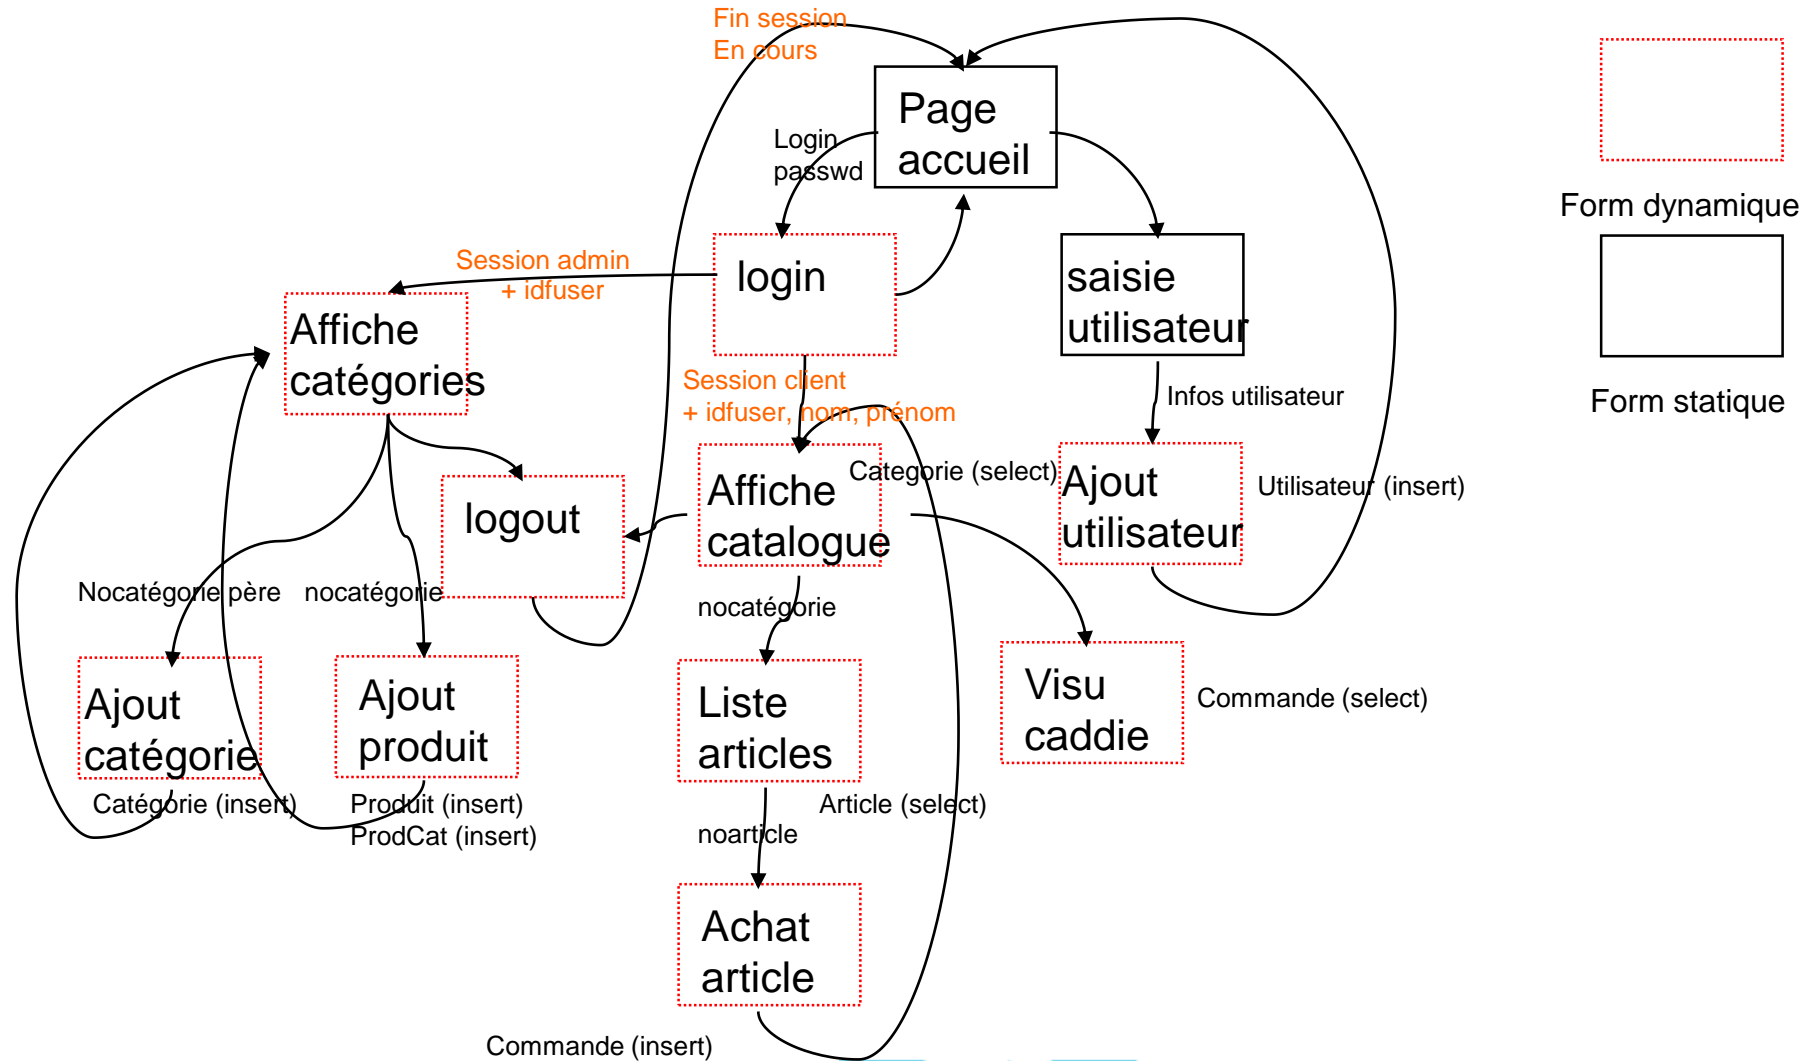 Fin session
En cours
Page
accueil
Login
passwd
Form dynamique
Session admin
+ idfuser
login
saisie
utilisateur
Affiche
catégories
Session client
+ idfuser, nom, prénom
Infos utilisateur
Form statique
Categorie (select)
Affiche
catalogue
Ajout
utilisateur
Utilisateur (insert)
logout
Nocatégorie père
nocatégorie
nocatégorie
Ajout
catégorie
Ajout
produit
Liste
articles
Visu
caddie
Commande (select)
Catégorie (insert)
Produit (insert)
ProdCat (insert)
Article (select)
noarticle
Achat
article
Commande (insert)